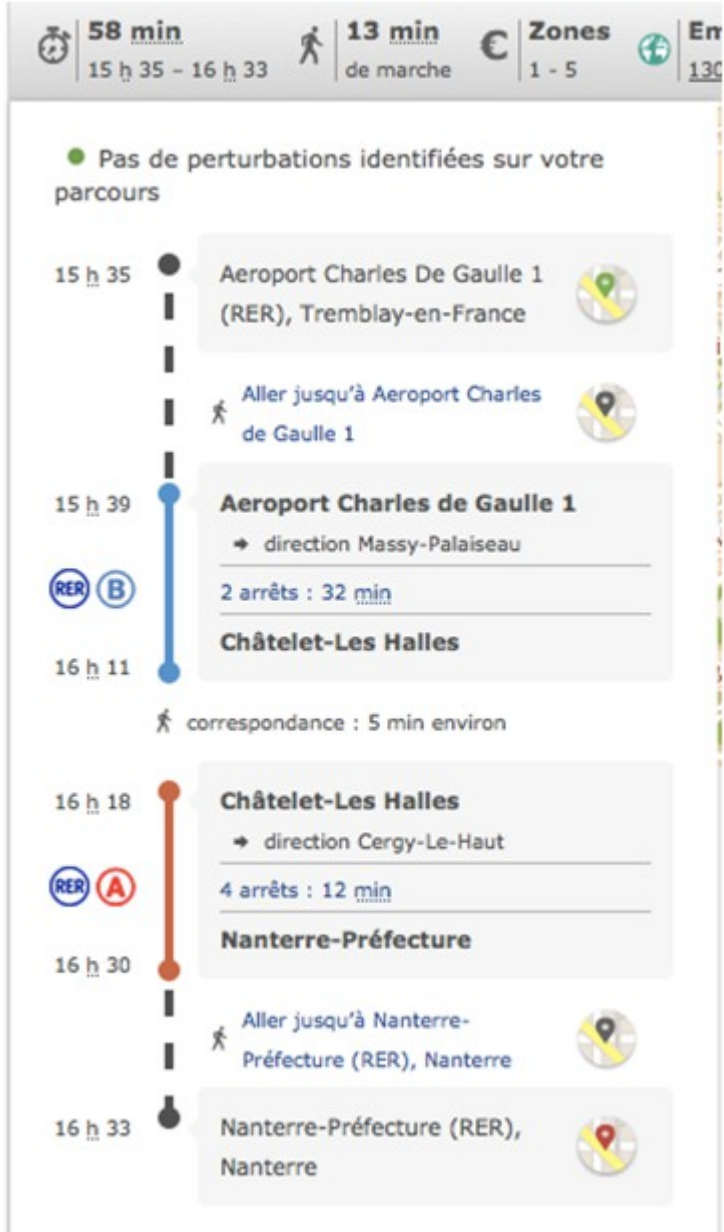 58 min
15 h 35 – 16 h 33
13 min
de marche
€
Zones
1 - 5
Em
130
Pas de perturbations identifiées sur votre
parcours
15 h 35
Aeroport Charles De Gaulle 1
(RER), Tremblay-en-France
Aller jusqu'à Aeroport Charles
de Gaulle 1
15 h 39
Aeroport Charles de Gaulle 1
➔ direction Massy-Palaiseau
RER B
2 arrêts : 32 min
Châtelet-Les Halles
16 h 11
correspondance : 5 min environ
16 h 18
Châtelet-Les Halles
➔ direction Cergy-Le-Haut
RER A
4 arrêts : 12 min
Nanterre-Préfecture
16 h 30
Aller jusqu'à Nanterre-
Préfecture (RER), Nanterre
16 h 33
Nanterre-Préfecture (RER),
Nanterre